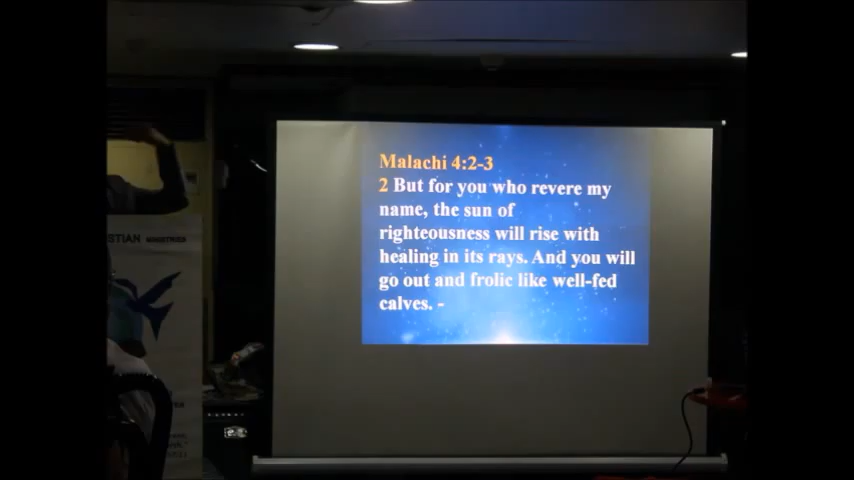 Malachi 4:2-3
2 But for you who revere my
name, the sun of
righteousness will rise with
healing in its rays. And you will
go out and frolic like well-fed
calves. -
STIAN MINISTRIES